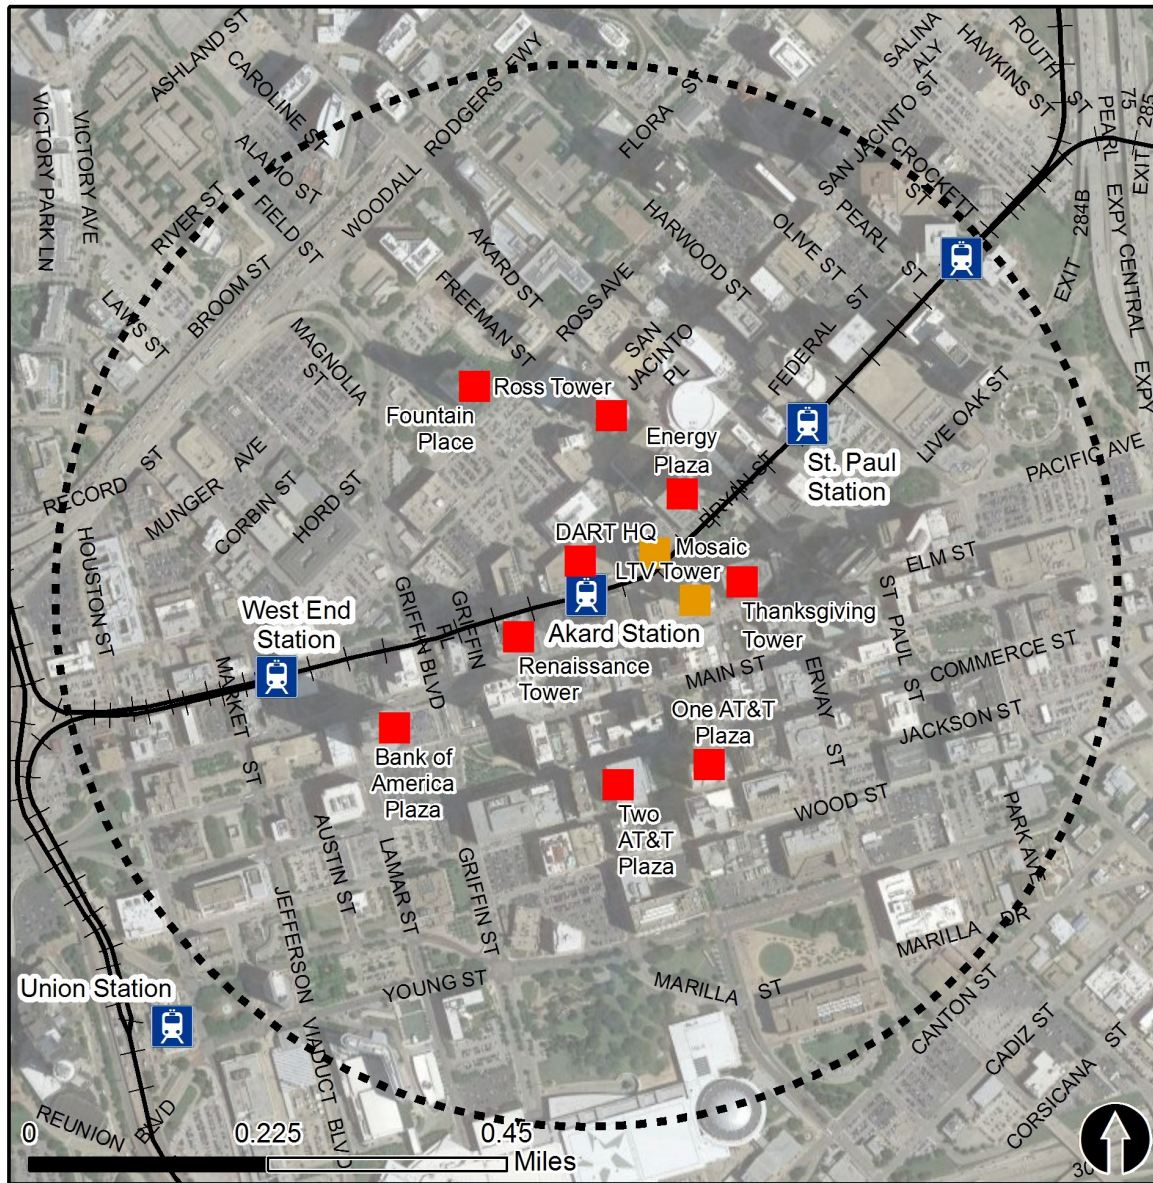 ASHLAND ST
CAROLINE ST
ALAMO ST
FIELD ST
RIVER ST
VICTORY AVE
VICTORY PARK LN
WOODALL RODGERS FWY
FLORA ST
SALINA ALY
ROUTH ST
HAWKINS ST
SAN JACINTO ST
CROCKETT ST
PEARL ST
OLIVE ST
HARWOOD ST
75
285
EXIT
PEARL EXPY
CENTRAL EXPY
EXIT 284B
LAWS ST
BROOM ST
MAGNOLIA ST
AKARD ST
FREEMAN ST
ROSS AVE
SAN
JACINTO
PL
FEDERAL ST
LIVE OAK ST
PACIFIC AVE
Ross Tower
Fountain
Place
Energy
Plaza
BRYAN ST
St. Paul
Station
RECORD ST
MUNGER AVE
CORBIN ST
HORD ST
HOUSTON ST
DART HQ
Mosaic
LTV Tower
Thanksgiving
Tower
ELM ST
ST PAUL ST
COMMERCE ST
West End
Station
GRIFFIN BLVD
GRIFFIN PL
Akard Station
Renaissance
Tower
MAIN ST
ERVAY ST
JACKSON ST
MARKET ST
One AT&T
Plaza
Bank of
America
Plaza
Two
AT&T
Plaza
WOOD ST
PARK AVE
AUSTIN ST
LAMAR ST
GRIFFIN ST
JEFFERSON VIADUCT BLVD
YOUNG ST
MARILLA ST
MARILLA DR
CANTON ST
CADIZ ST
CORSICANA ST
Union Station
REUNION BLVD
0
0.225
0.45
Miles
30